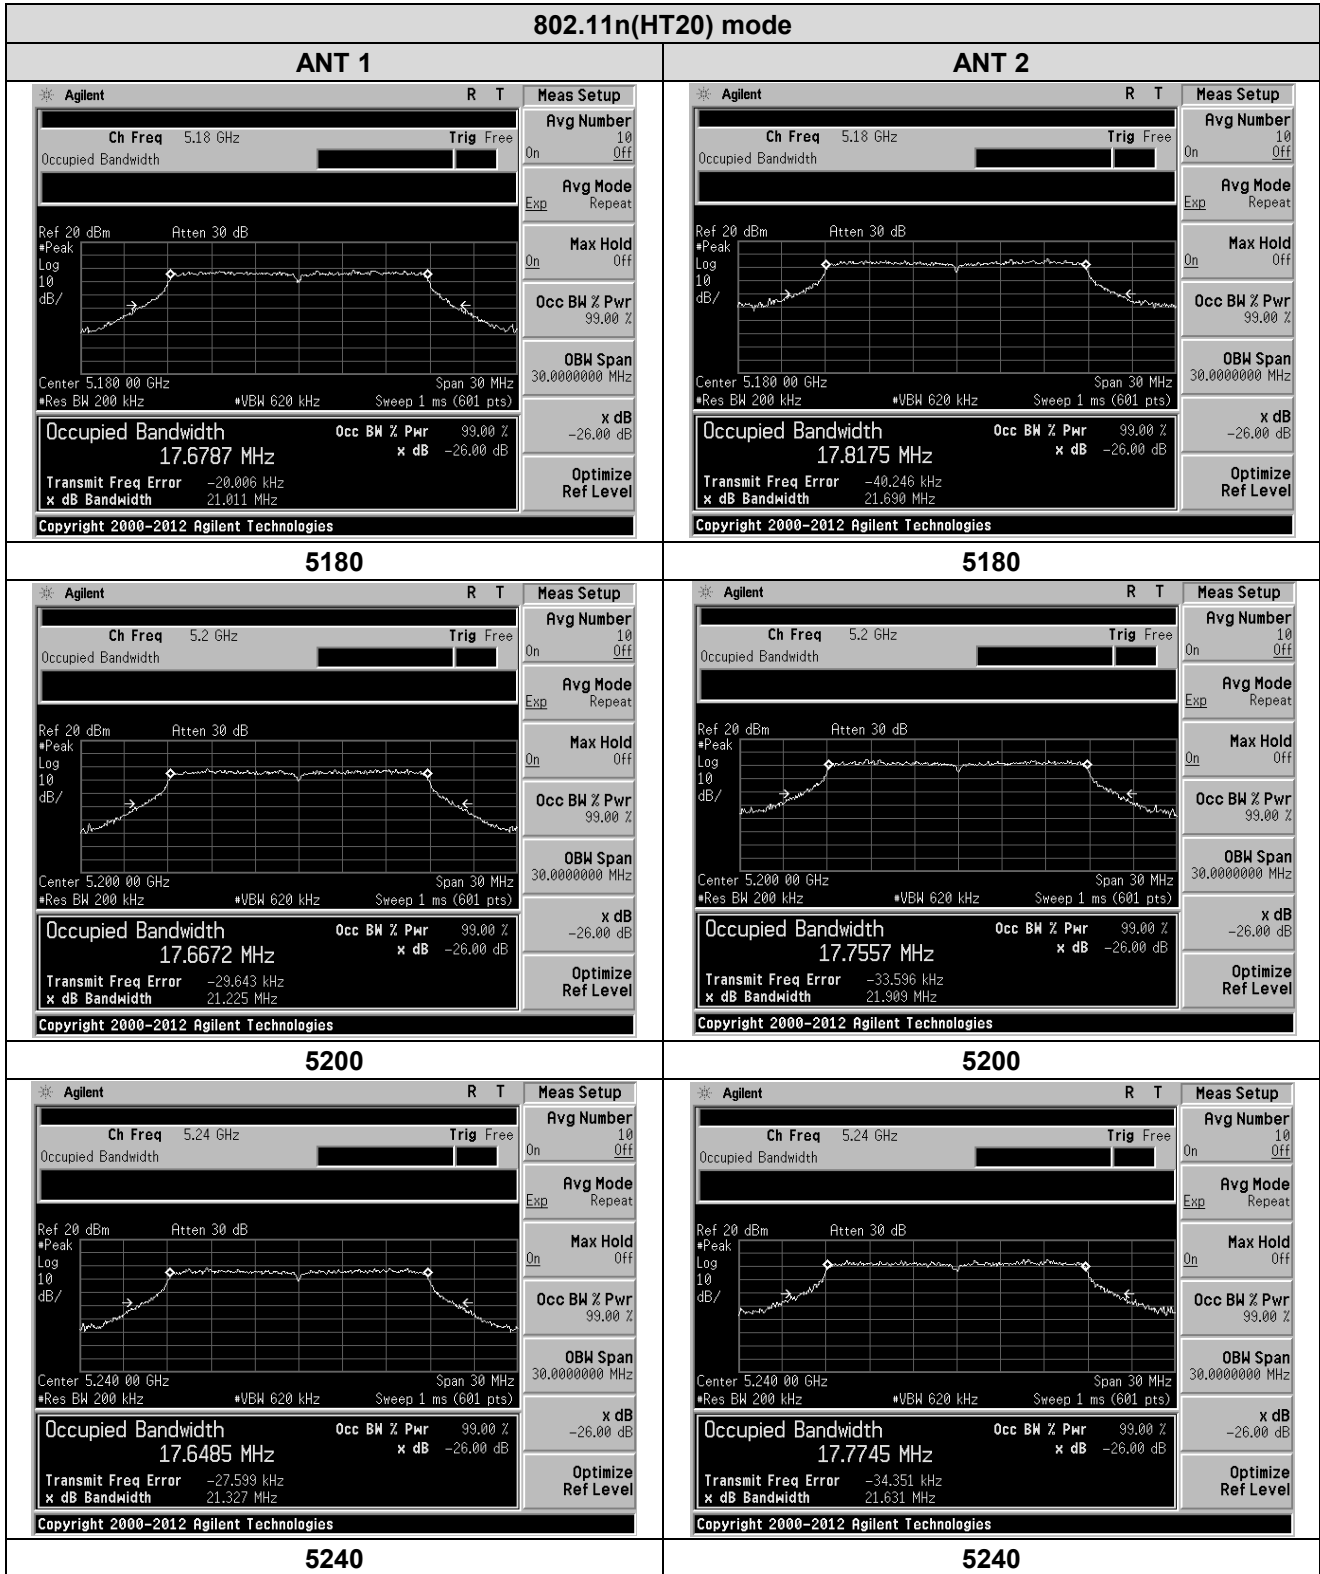 802.11n(HT20) mode
ANT 1
ANT 2
Agilent R T Meas Setup
Ch Freq 5.18 GHz Trig Free
Occupied Bandwidth
Avg Number
10
On Off
Avg Mode
Exp Repeat
Ref 20 dBm Atten 30 dB
#Peak
Log
10
dB/
Max Hold
On Off
Occ BW % Pwr
99.00 %
OBW Span
30.0000000 MHz
Center 5.180 00 GHz Span 30 MHz
#Res BW 200 kHz #VBW 620 kHz Sweep 1 ms (601 pts)
x dB
-26.00 dB
Occupied Bandwidth Occ BW % Pwr 99.00 %
17.6787 MHz x dB -26.00 dB
Transmit Freq Error -20.006 kHz
x dB Bandwidth 21.011 MHz
Optimize
Ref Level
Copyright 2000-2012 Agilent Technologies
Agilent R T Meas Setup
Ch Freq 5.18 GHz Trig Free
Occupied Bandwidth
Avg Number
10
On Off
Avg Mode
Exp Repeat
Ref 20 dBm Atten 30 dB
#Peak
Log
10
dB/
Max Hold
On Off
Occ BW % Pwr
99.00 %
OBW Span
30.0000000 MHz
Center 5.180 00 GHz Span 30 MHz
#Res BW 200 kHz #VBW 620 kHz Sweep 1 ms (601 pts)
x dB
-26.00 dB
Occupied Bandwidth Occ BW % Pwr 99.00 %
17.8175 MHz x dB -26.00 dB
Transmit Freq Error -40.246 kHz
x dB Bandwidth 21.690 MHz
Optimize
Ref Level
Copyright 2000-2012 Agilent Technologies
5180
5180
Agilent R T Meas Setup
Ch Freq 5.2 GHz Trig Free
Occupied Bandwidth
Avg Number
10
On Off
Avg Mode
Exp Repeat
Ref 20 dBm Atten 30 dB
#Peak
Log
10
dB/
Max Hold
On Off
Occ BW % Pwr
99.00 %
OBW Span
30.0000000 MHz
Center 5.200 00 GHz Span 30 MHz
#Res BW 200 kHz #VBW 620 kHz Sweep 1 ms (601 pts)
x dB
-26.00 dB
Occupied Bandwidth Occ BW % Pwr 99.00 %
17.6672 MHz x dB -26.00 dB
Transmit Freq Error -29.643 kHz
x dB Bandwidth 21.225 MHz
Optimize
Ref Level
Copyright 2000-2012 Agilent Technologies
Agilent R T Meas Setup
Ch Freq 5.2 GHz Trig Free
Occupied Bandwidth
Avg Number
10
On Off
Avg Mode
Exp Repeat
Ref 20 dBm Atten 30 dB
#Peak
Log
10
dB/
Max Hold
On Off
Occ BW % Pwr
99.00 %
OBW Span
30.0000000 MHz
Center 5.200 00 GHz Span 30 MHz
#Res BW 200 kHz #VBW 620 kHz Sweep 1 ms (601 pts)
x dB
-26.00 dB
Occupied Bandwidth Occ BW % Pwr 99.00 %
17.7557 MHz x dB -26.00 dB
Transmit Freq Error -33.596 kHz
x dB Bandwidth 21.909 MHz
Optimize
Ref Level
Copyright 2000-2012 Agilent Technologies
5200
5200
Agilent R T Meas Setup
Ch Freq 5.24 GHz Trig Free
Occupied Bandwidth
Avg Number
10
On Off
Avg Mode
Exp Repeat
Ref 20 dBm Atten 30 dB
#Peak
Log
10
dB/
Max Hold
On Off
Occ BW % Pwr
99.00 %
OBW Span
30.0000000 MHz
Center 5.240 00 GHz Span 30 MHz
#Res BW 200 kHz #VBW 620 kHz Sweep 1 ms (601 pts)
x dB
-26.00 dB
Occupied Bandwidth Occ BW % Pwr 99.00 %
17.6485 MHz x dB -26.00 dB
Transmit Freq Error -27.599 kHz
x dB Bandwidth 21.327 MHz
Optimize
Ref Level
Copyright 2000-2012 Agilent Technologies
Agilent R T Meas Setup
Ch Freq 5.24 GHz Trig Free
Occupied Bandwidth
Avg Number
10
On Off
Avg Mode
Exp Repeat
Ref 20 dBm Atten 30 dB
#Peak
Log
10
dB/
Max Hold
On Off
Occ BW % Pwr
99.00 %
OBW Span
30.0000000 MHz
Center 5.240 00 GHz Span 30 MHz
#Res BW 200 kHz #VBW 620 kHz Sweep 1 ms (601 pts)
x dB
-26.00 dB
Occupied Bandwidth Occ BW % Pwr 99.00 %
17.7745 MHz x dB -26.00 dB
Transmit Freq Error -34.351 kHz
x dB Bandwidth 21.631 MHz
Optimize
Ref Level
Copyright 2000-2012 Agilent Technologies
5240
5240